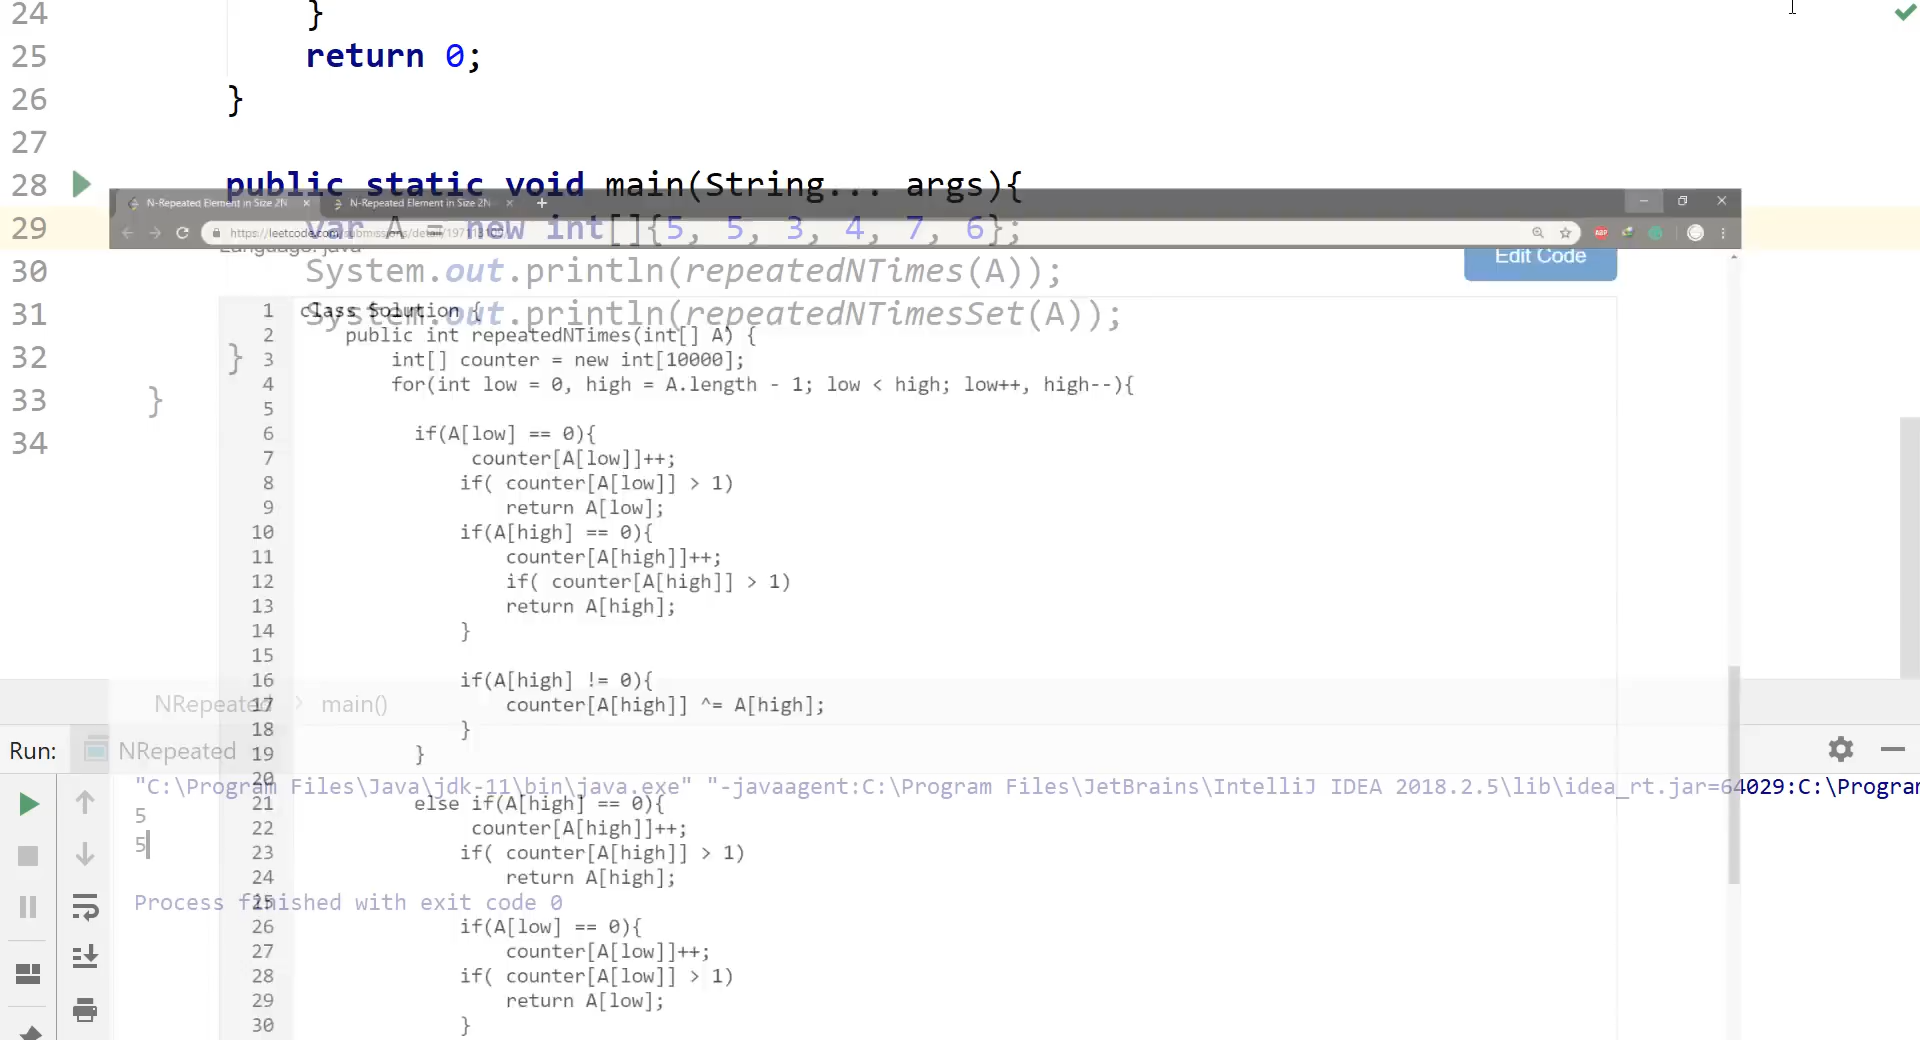 24 }
25 return 0;
26 }
27
28 public static void main(String... args){
N-Repeated Element in Size 2N
N-Repeated Element in Size 2N
29 var A = new int[]{5, 5, 3, 4, 7, 6};
https://leetcode.com/submissions/detail/
Language: java
Edit Code
30 System.out.println(repeatedNTimes(A));
31 System.out.println(repeatedNTimesSet(A));
32 }
33 }
34
1 class Solution {
2 public int repeatedNTimes(int[] A) {
3 int[] counter = new int[10000];
4 for(int low = 0, high = A.length - 1; low < high; low++, high--){
5
6 if(A[low] == 0){
7 counter[A[low]]++;
8 if( counter[A[low]] > 1)
9 return A[low];
10 if(A[high] == 0){
11 counter[A[high]]++;
12 if( counter[A[high]] > 1)
13 return A[high];
14 }
15
16 if(A[high] != 0){
17 counter[A[high]] ^= A[high];
18 }
19 }
20
21 else if(A[high] == 0){
22 counter[A[high]]++;
23 if( counter[A[high]] > 1)
24 return A[high];
25
26 if(A[low] == 0){
27 counter[A[low]]++;
28 if( counter[A[low]] > 1)
29 return A[low];
30 }
NRepeated main()
Run: NRepeated
"C:\Program Files\Java\jdk-11\bin\java.exe" "-javaagent:C:\Program Files\JetBrains\IntelliJ IDEA 2018.2.5\lib\idea_rt.jar=64029:C:\Program
5
5
Process finished with exit code 0